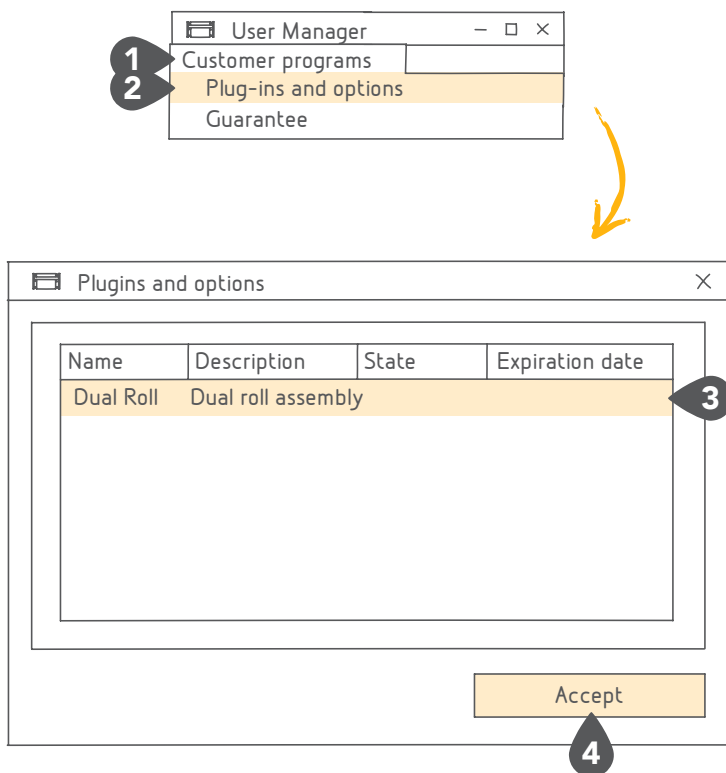 User Manager
1 Customer programs
2 Plug-ins and options
Guarantee
Plugins and options
Name Description State Expiration date
Dual Roll Dual roll assembly 3
Accept
4